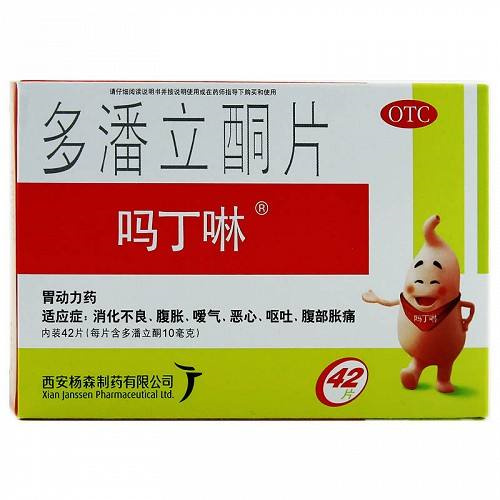 请仔细阅读说明书并按说明使用或在药师指导下购买和使用
OTC
多潘立酮片
吗丁啉®
胃动力药
适应症：消化不良、腹胀、嗳气、恶心、呕吐、腹部胀痛
内装42片（每片含多潘立酮10毫克）
吗丁啉
西安杨森制药有限公司
Xian Janssen Pharmaceutical Ltd.
42片